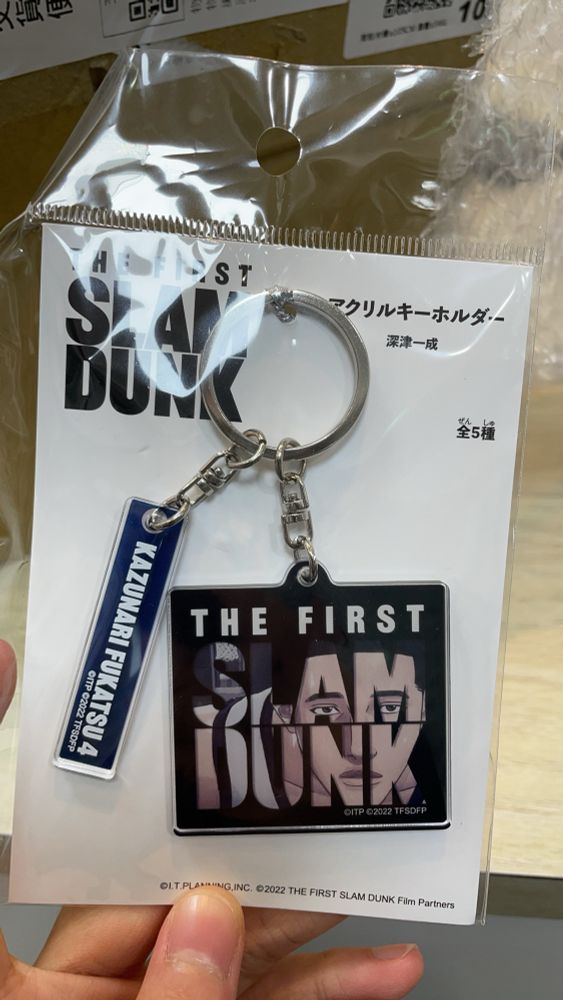 THE FIRST
SLAM
DUNK
アクリルキーホルダー
深津一成
ぜん しゅ
全5種
KAZUNARI FUKATSU 4
©ITP ©2022 TFSDFP
THE FIRST
SLAM
DUNK
©ITP ©2022 TFSDFP
©I.T.PLANNING,INC. ©2022 THE FIRST SLAM DUNK Film Partners